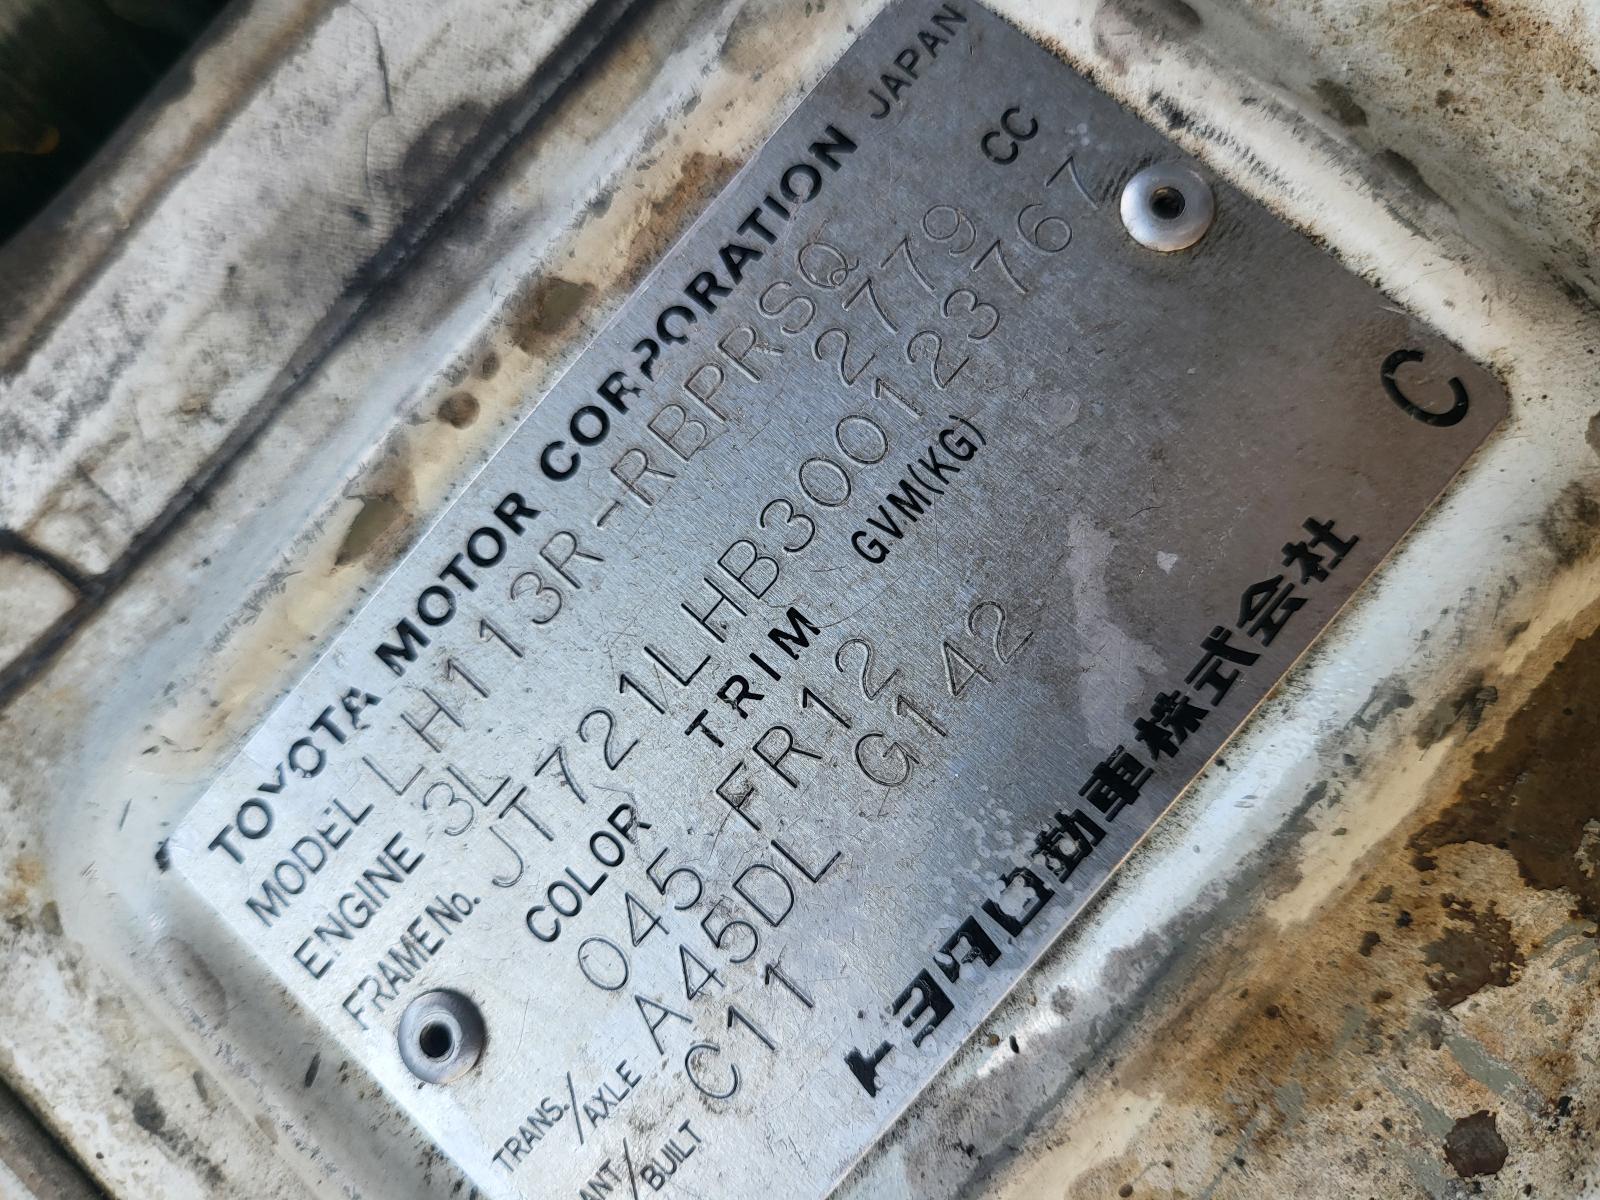 TOYOTA MOTOR CORPORATION JAPAN
MODEL LH113R-RBPRSQ
ENGINE 3L 2779 CC
FRAME No. JT721LHB300123767
COLOR TRIM GVM(KG)
045 FR12
TRANS./AXLE A45DL G142
ANT/BUILT C11
トヨタ自動車株式会社
C